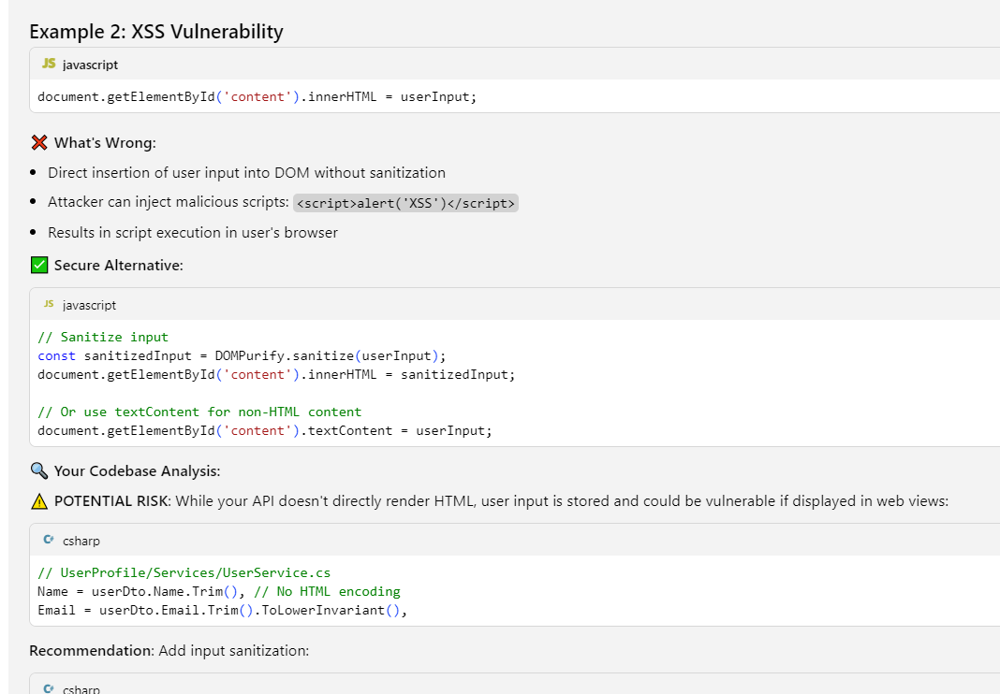 Example 2: XSS Vulnerability
JS javascript
document.getElementById('content').innerHTML = userInput;
❌ What's Wrong:
• Direct insertion of user input into DOM without sanitization
• Attacker can inject malicious scripts: <script>alert('XSS')</script>
• Results in script execution in user's browser
✅ Secure Alternative:
JS javascript
// Sanitize input
const sanitizedInput = DOMPurify.sanitize(userInput);
document.getElementById('content').innerHTML = sanitizedInput;
// Or use textContent for non-HTML content
document.getElementById('content').textContent = userInput;
🔍 Your Codebase Analysis:
⚠️ POTENTIAL RISK: While your API doesn't directly render HTML, user input is stored and could be vulnerable if displayed in web views:
C# csharp
// UserProfile/Services/UserService.cs
Name = userDto.Name.Trim(), // No HTML encoding
Email = userDto.Email.Trim().ToLowerInvariant(),
Recommendation: Add input sanitization:
C# csharp